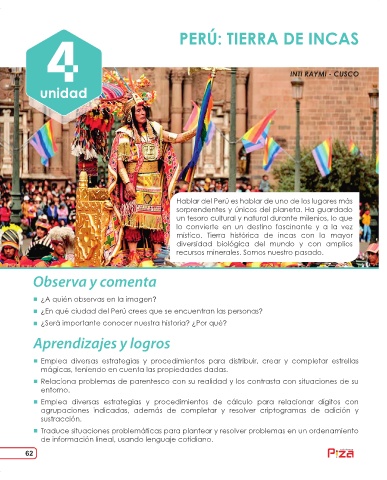 PERÚ: TIERRA DE INCAS
4
unidad
INTI RAYMI - CUSCO
Hablar del Perú es hablar de uno de los lugares más
sorprendentes y únicos del planeta. Ha guardado
un tesoro cultural y natural durante milenios, lo que
lo convierte en un destino fascinante y a la vez
místico. Tierra histórica de incas con la mayor
diversidad biológica del mundo y con amplios
recursos minerales. Somos nuestro pasado.
Observa y comenta
¿A quién observas en la imagen?
¿En qué ciudad del Perú crees que se encuentran las personas?
¿Será importante conocer nuestra historia? ¿Por qué?
Aprendizajes y logros
Emplea diversas estrategias y procedimientos para distribuir, crear y completar estrellas
mágicas, teniendo en cuenta las propiedades dadas.
Relaciona problemas de parentesco con su realidad y los contrasta con situaciones de su
entorno.
Emplea diversas estrategias y procedimientos de cálculo para relacionar dígitos con
agrupaciones indicadas, además de completar y resolver criptogramas de adición y
sustracción.
Traduce situaciones problemáticas para plantear y resolver problemas en un ordenamiento
de información lineal, usando lenguaje cotidiano.
62
Pizã